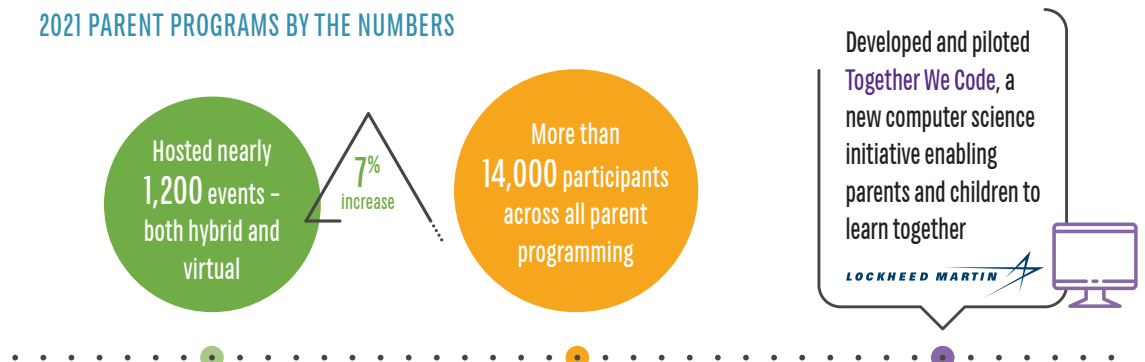 2021 PARENT PROGRAMS BY THE NUMBERS
Hosted nearly
1,200 events –
both hybrid and
virtual
7%
increase
More than
14,000 participants
across all parent
programming
Developed and piloted
Together We Code, a
new computer science
initiative enabling
parents and children to
learn together
LOCKHEED MARTIN